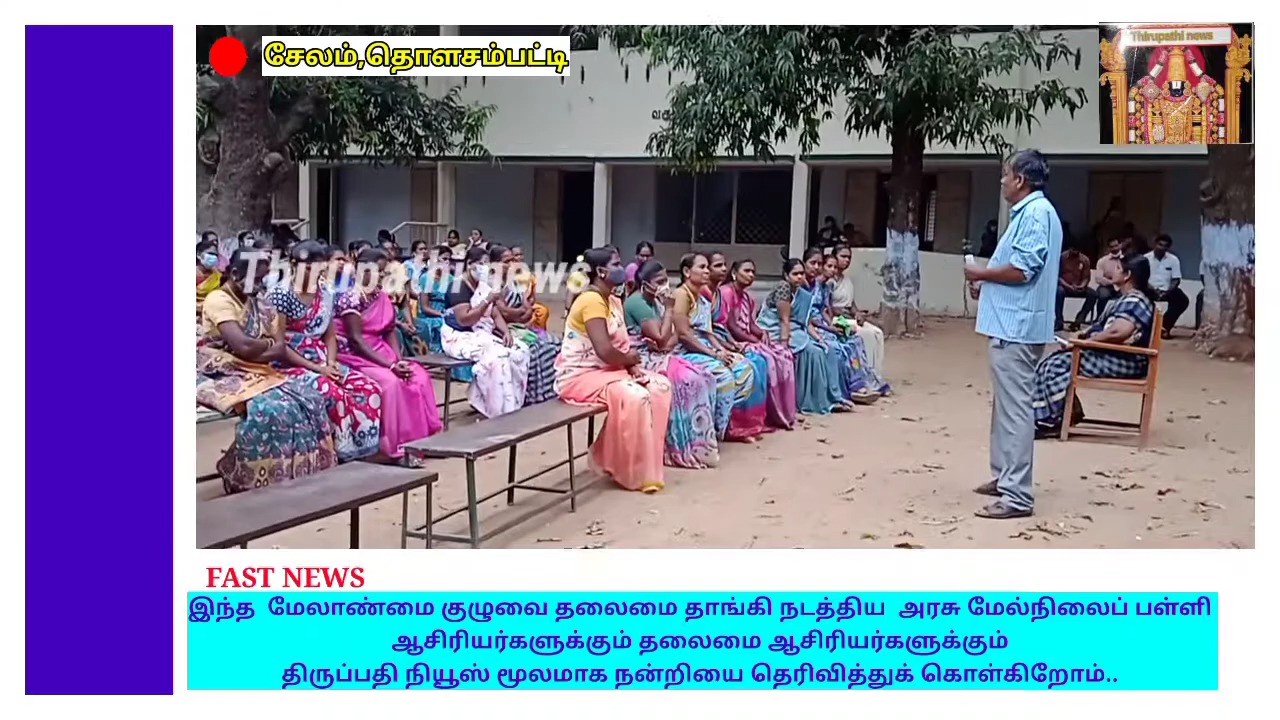 சேலம்,தொளசம்பட்டி
Thirupathi news
Thirupathi news
FAST NEWS
இந்த மேலாண்மை குழுவை தலைமை தாங்கி நடத்திய அரசு மேல்நிலைப் பள்ளி
ஆசிரியர்களுக்கும் தலைமை ஆசிரியர்களுக்கும்
திருப்பதி நியூஸ் மூலமாக நன்றியை தெரிவித்துக் கொள்கிறோம்..